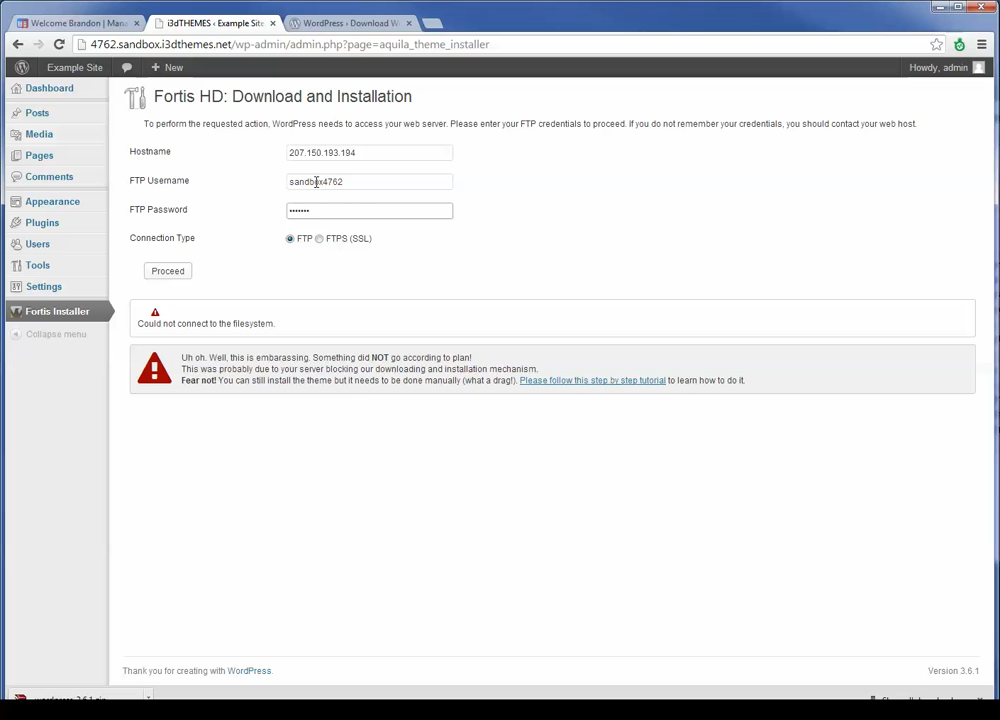 Welcome Brandon | Mana
i3dTHEMES ‹ Example Site
WordPress › Download W
4762.sandbox.i3dthemes.net/wp-admin/admin.php?page=aquila_theme_installer
Example Site
+ New
Howdy, admin
Dashboard
Posts
Media
Pages
Comments
Appearance
Plugins
Users
Tools
Settings
Fortis Installer
Collapse menu
Fortis HD: Download and Installation
To perform the requested action, WordPress needs to access your web server. Please enter your FTP credentials to proceed. If you do not remember your credentials, you should contact your web host.
Hostname
207.150.193.194
FTP Username
sandbox4762
FTP Password
•••••••
Connection Type
FTP FTPS (SSL)
Proceed
Could not connect to the filesystem.
Uh oh. Well, this is embarassing. Something did NOT go according to plan!
This was probably due to your server blocking our downloading and installation mechanism.
Fear not! You can still install the theme but it needs to be done manually (what a drag!). Please follow this step by step tutorial to learn how to do it.
Thank you for creating with WordPress.
Version 3.6.1